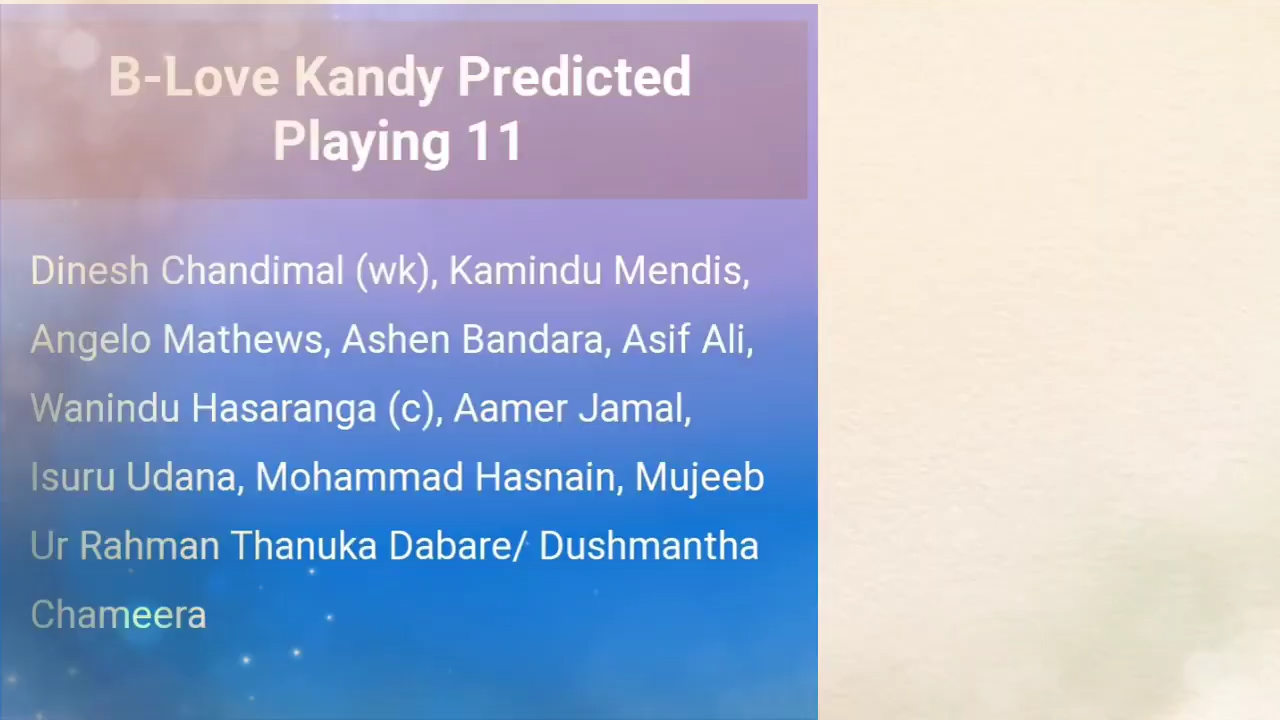 B-Love Kandy Predicted
Playing 11
Dinesh Chandimal (wk), Kamindu Mendis,
Angelo Mathews, Ashen Bandara, Asif Ali,
Wanindu Hasaranga (c), Aamer Jamal,
Isuru Udana, Mohammad Hasnain, Mujeeb
Ur Rahman Thanuka Dabare/ Dushmantha
Chameera